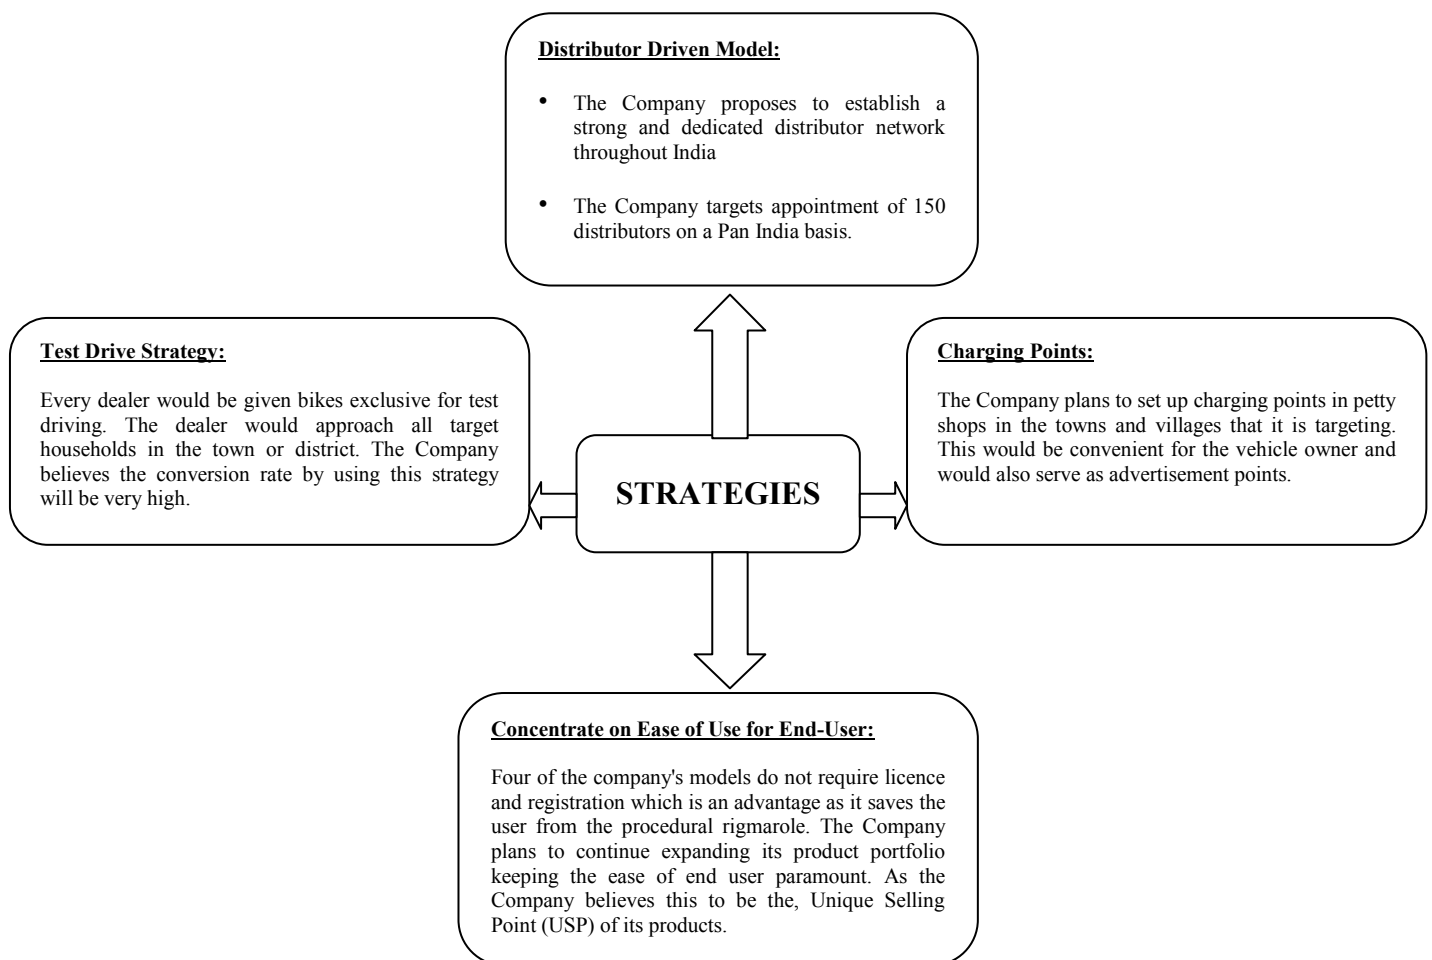 Distributor Driven Model:
• The Company proposes to establish a
strong and dedicated distributor network
throughout India
• The Company targets appointment of 150
distributors on a Pan India basis.
Test Drive Strategy:
Every dealer would be given bikes exclusive for test
driving. The dealer would approach all target
households in the town or district. The Company
believes the conversion rate by using this strategy
will be very high.
STRATEGIES
Charging Points:
The Company plans to set up charging points in petty
shops in the towns and villages that it is targeting.
This would be convenient for the vehicle owner and
would also serve as advertisement points.
Concentrate on Ease of Use for End-User:
Four of the company's models do not require licence
and registration which is an advantage as it saves the
user from the procedural rigmarole. The Company
plans to continue expanding its product portfolio
keeping the ease of end user paramount. As the
Company believes this to be the, Unique Selling
Point (USP) of its products.